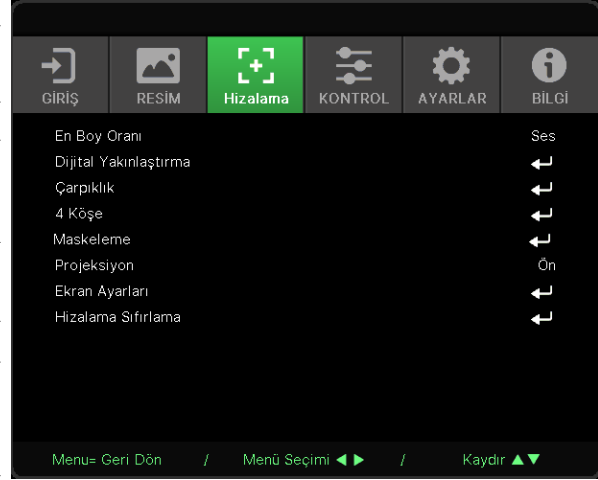 GİRİŞ RESİM Hizalama KONTROL AYARLAR BİLGİ
En Boy Oranı Ses
Dijital Yakınlaştırma
Çarpıklık
4 Köşe
Maskeleme
Projeksiyon Ön
Ekran Ayarları
Hizalama Sıfırlama
Menu= Geri Dön / Menü Seçimi ◀ ▶ / Kaydır ▲▼